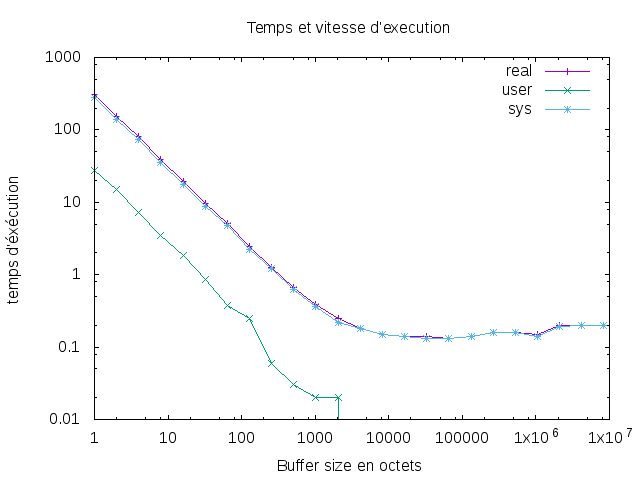 Temps et vitesse d'execution
temps d'éxécution
1000
100
10
1
0.1
0.01
real
user
sys
1 10 100 1000 10000 100000 1x10^6 1x10^7
Buffer size en octets